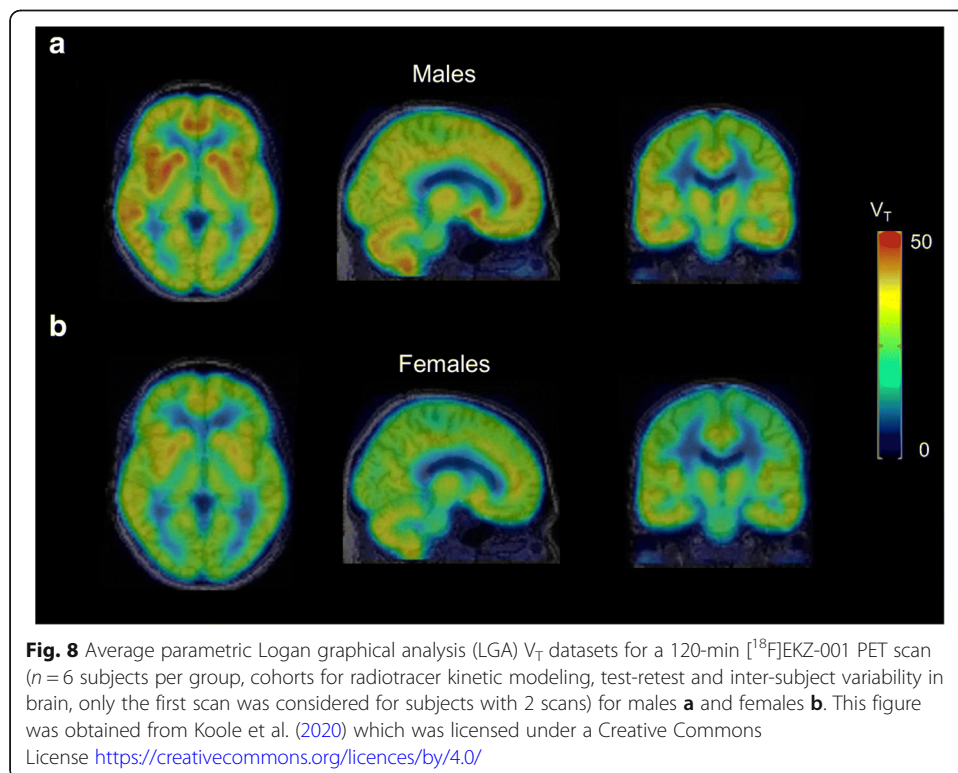 a
Males
V_T
50
b
Females
0
Fig. 8 Average parametric Logan graphical analysis (LGA) V_T datasets for a 120-min [¹⁸F]EKZ-001 PET scan
(n = 6 subjects per group, cohorts for radiotracer kinetic modeling, test-retest and inter-subject variability in
brain, only the first scan was considered for subjects with 2 scans) for males a and females b. This figure
was obtained from Koole et al. (2020) which was licensed under a Creative Commons
License https://creativecommons.org/licences/by/4.0/